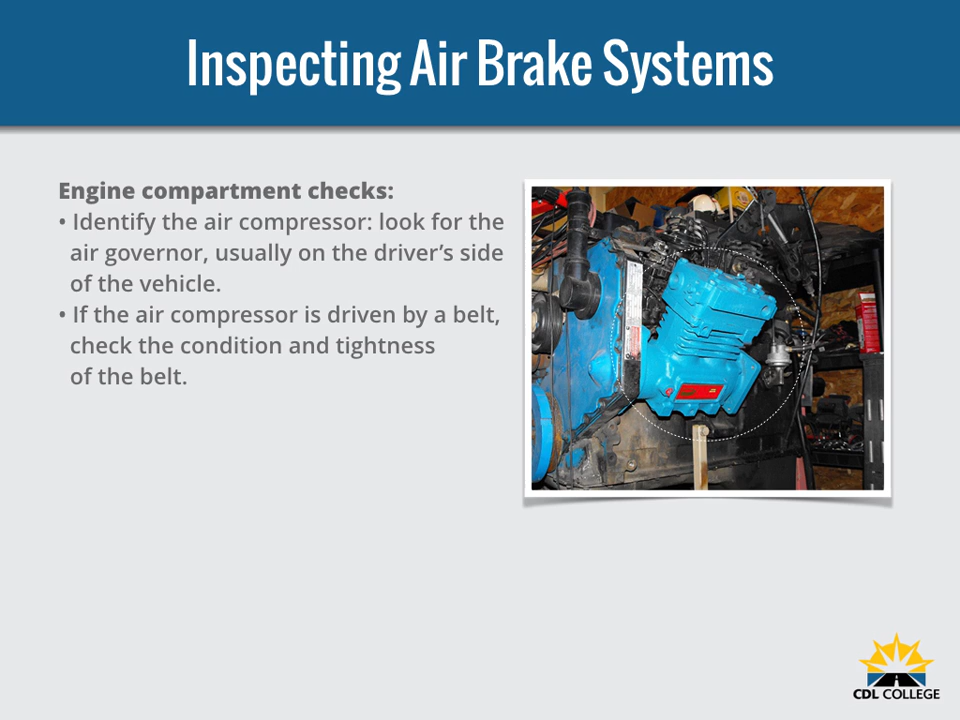 Inspecting Air Brake Systems
Engine compartment checks:
• Identify the air compressor: look for the
air governor, usually on the driver’s side
of the vehicle.
• If the air compressor is driven by a belt,
check the condition and tightness
of the belt.
CDL COLLEGE